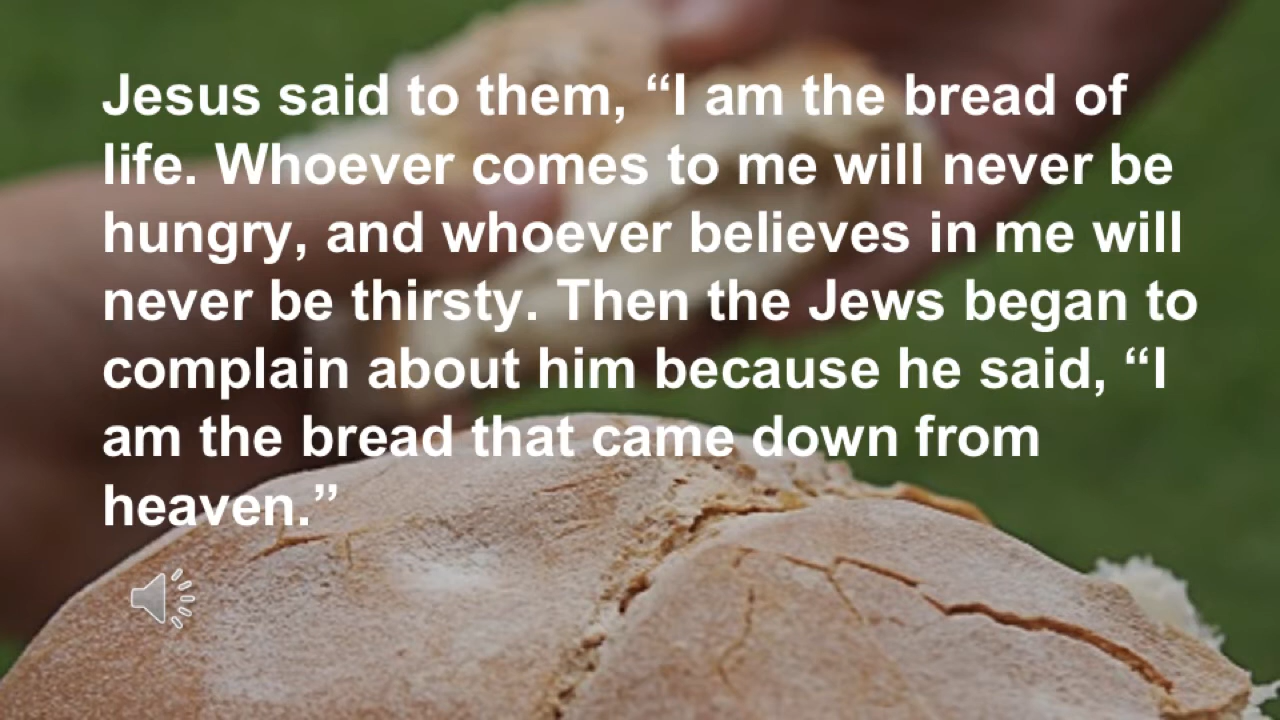 Jesus said to them, “I am the bread of
life. Whoever comes to me will never be
hungry, and whoever believes in me will
never be thirsty. Then the Jews began to
complain about him because he said, “I
am the bread that came down from
heaven.”